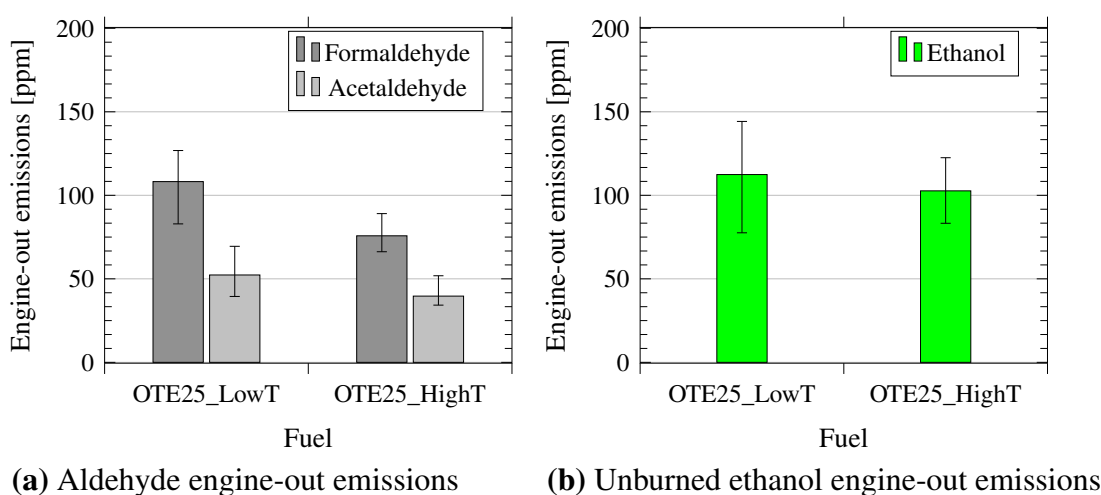 200
150
100
50
0
Engine-out emissions [ppm]
Formaldehyde
Acetaldehyde
OTE25_LowT OTE25_HighT
Fuel
(a) Aldehyde engine-out emissions
200
150
100
50
0
Engine-out emissions [ppm]
Ethanol
OTE25_LowT OTE25_HighT
Fuel
(b) Unburned ethanol engine-out emissions